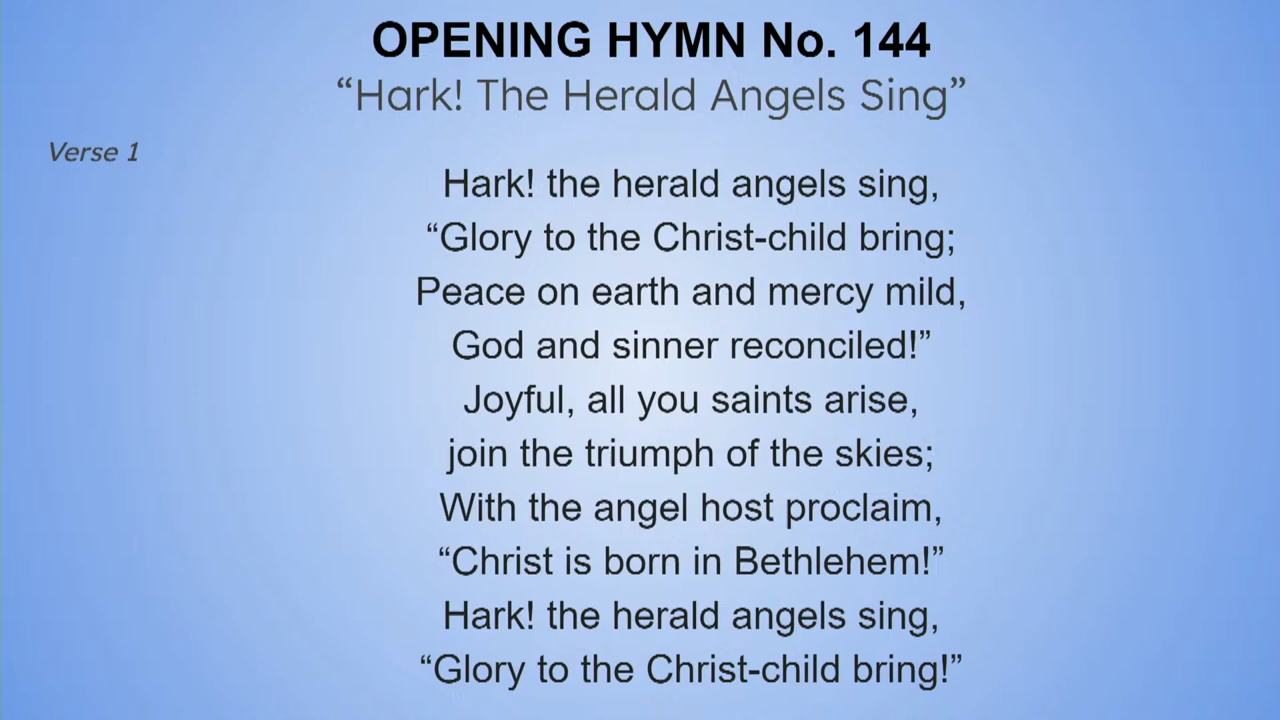 OPENING HYMN No. 144
“Hark! The Herald Angels Sing”
Verse 1
Hark! the herald angels sing,
“Glory to the Christ-child bring;
Peace on earth and mercy mild,
God and sinner reconciled!”
Joyful, all you saints arise,
join the triumph of the skies;
With the angel host proclaim,
“Christ is born in Bethlehem!”
Hark! the herald angels sing,
“Glory to the Christ-child bring!”